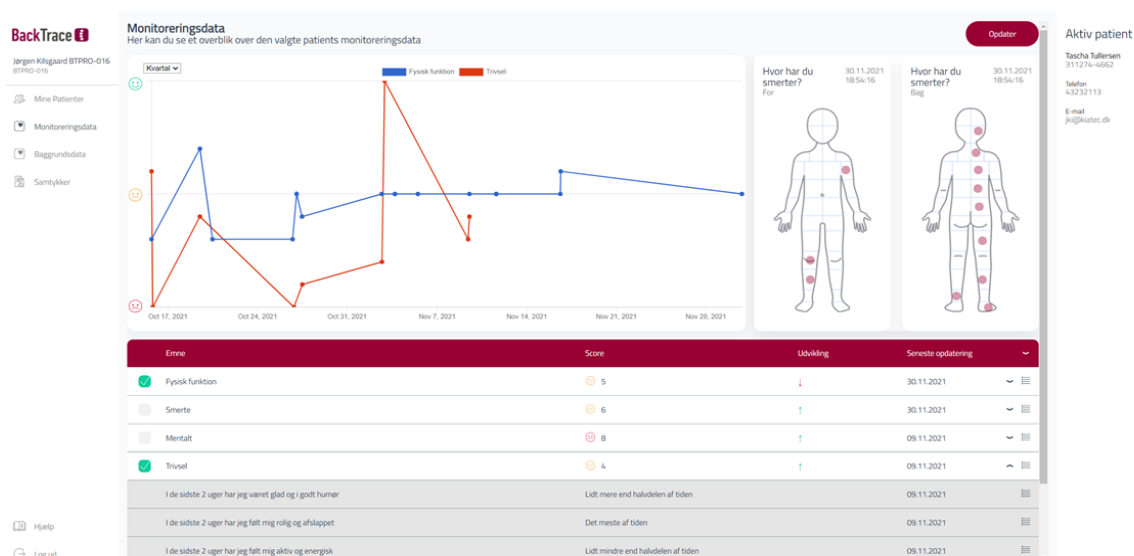 BackTrace
Jørgen Kilsgaard BTPRO-016
BTPRO-016
Mine Patienter
Monitoreringsdata
Baggrundsdata
Samtykker
Hjælp
Log ud
Monitoreringsdata
Her kan du se et overblik over den valgte patients monitoreringsdata
Opdater
Kvartal
Fysisk funktion
Trivsel
Oct 17, 2021
Oct 24, 2021
Oct 31, 2021
Nov 7, 2021
Nov 14, 2021
Nov 21, 2021
Nov 28, 2021
Hvor har du
smerter?
For
30.11.2021
18:54:16
Hvor har du
smerter?
Bag
30.11.2021
18:54:16
Emne Score Udvikling Seneste opdatering
Fysisk funktion 5 ↓ 30.11.2021
Smerte 6 ↑ 30.11.2021
Mentalt 8 ↑ 09.11.2021
Trivsel 4 ↑ 09.11.2021
I de sidste 2 uger har jeg været glad og i godt humør Lidt mere end halvdelen af tiden 09.11.2021
I de sidste 2 uger har jeg følt mig rolig og afslappet Det meste af tiden 09.11.2021
I de sidste 2 uger har jeg følt mig aktiv og energisk Lidt mindre end halvdelen af tiden 09.11.2021
Aktiv patient
Tascha Tullersen
311274-4662
Telefon
43232113
E-mail
jki@kiatec.dk